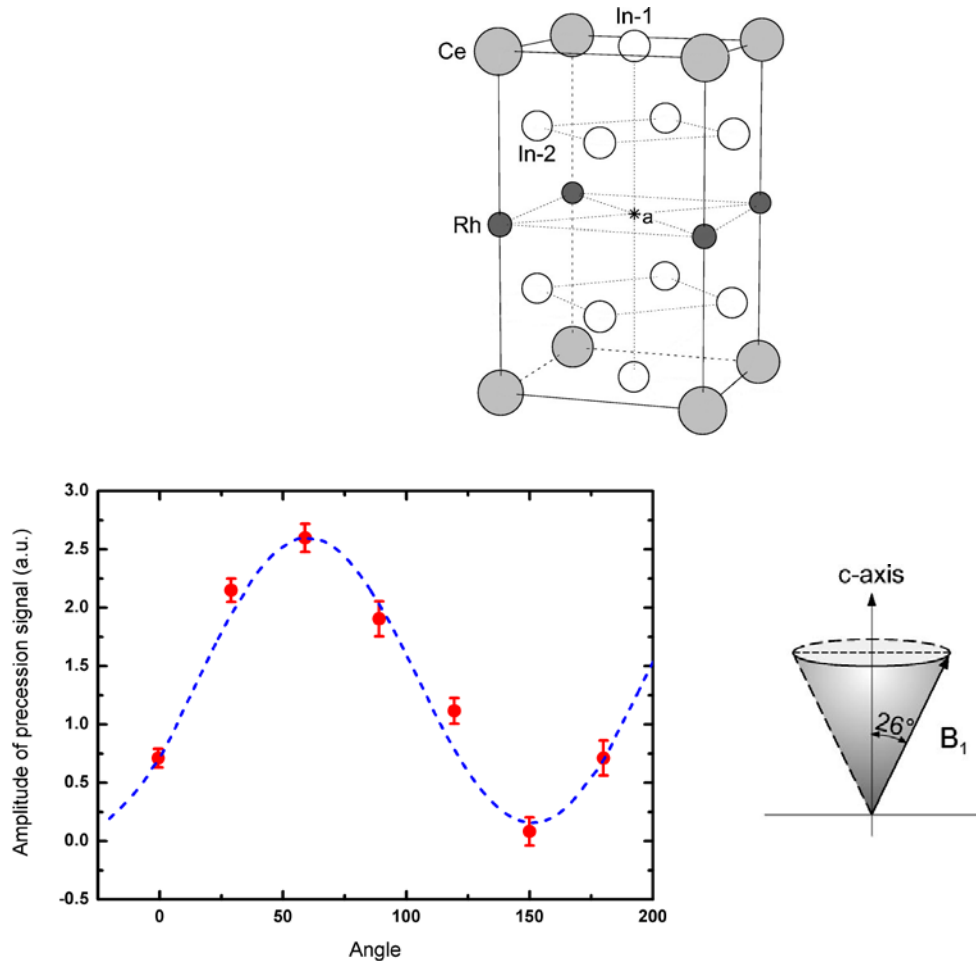 In-1
Ce
In-2
Rh
a
3.0
2.5
2.0
1.5
1.0
0.5
0.0
-0.5
Amplitude of precession signal (a.u.)
0
50
100
150
200
Angle
c-axis
26°
B₁